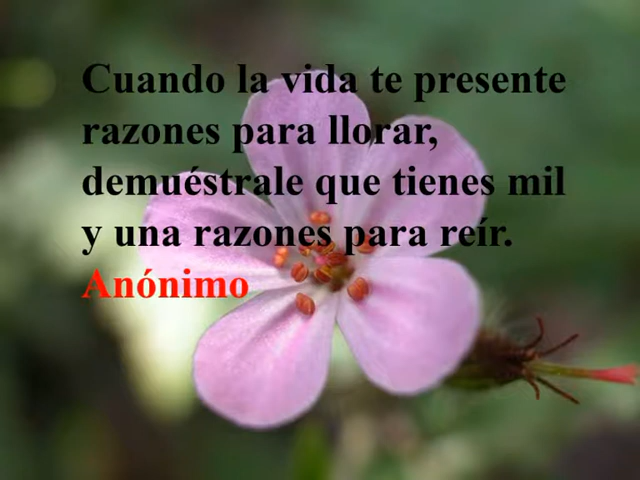 Cuando la vida te presente
razones para llorar,
demuéstrale que tienes mil
y una razones para reír.
Anónimo